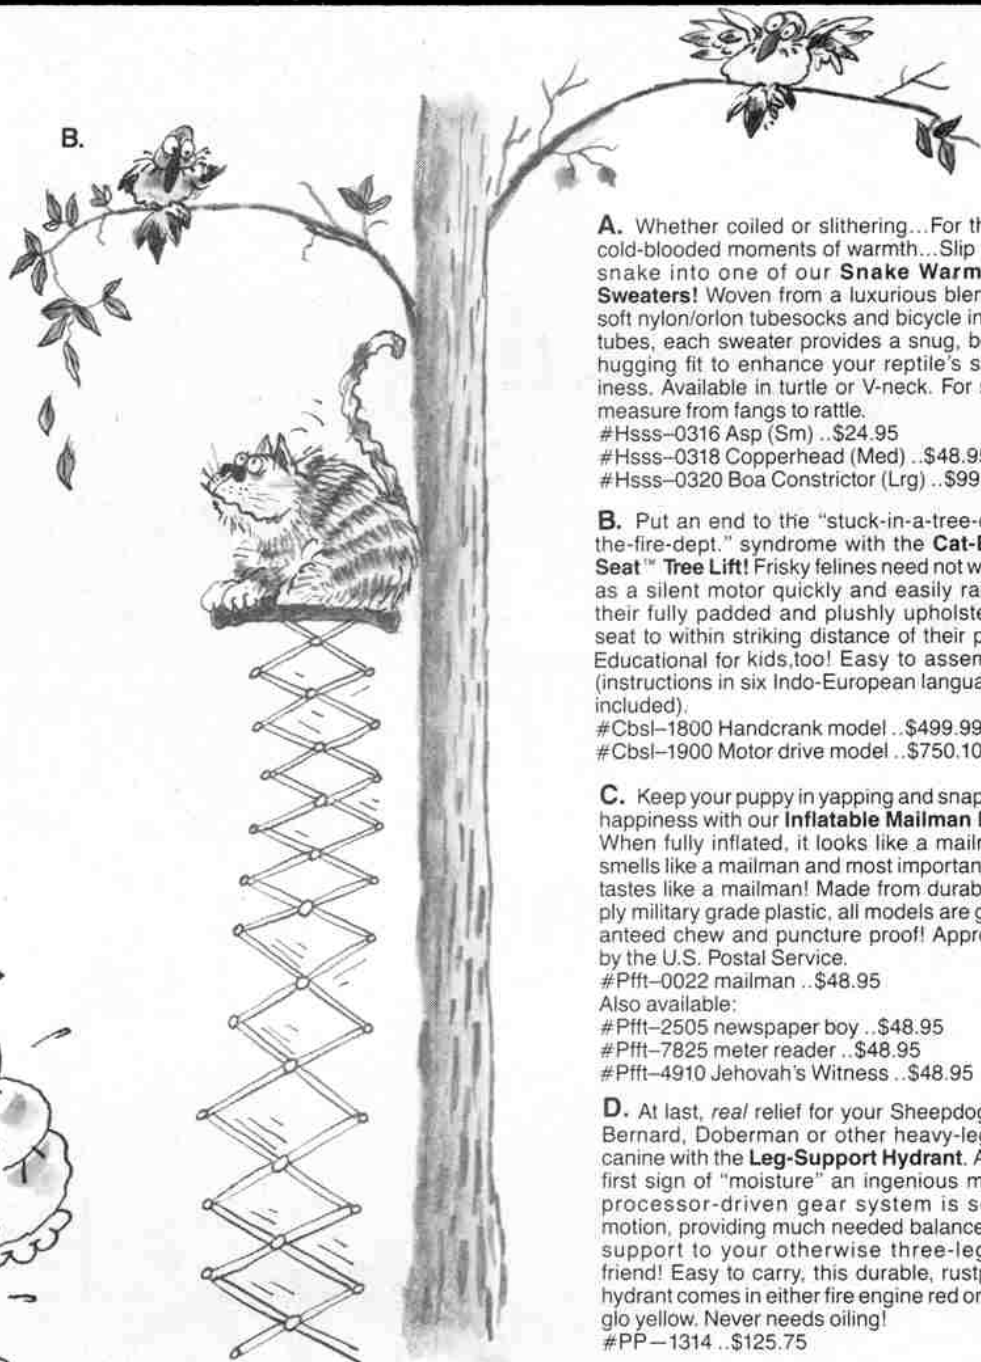 B.
A. Whether coiled or slithering...For th
cold-blooded moments of warmth...Slip
snake into one of our Snake Warm
Sweaters! Woven from a luxurious blen
soft nylon/orlon tubesocks and bicycle in
tubes, each sweater provides a snug, b
hugging fit to enhance your reptile's s
iness. Available in turtle or V-neck. For
measure from fangs to rattle.
#Hsss–0316 Asp (Sm) ..$24.95
#Hsss–0318 Copperhead (Med) ..$48.95
#Hsss–0320 Boa Constrictor (Lrg) ..$99
B. Put an end to the "stuck-in-a-tree-
the-fire-dept." syndrome with the Cat-B
Seat™ Tree Lift! Frisky felines need not w
as a silent motor quickly and easily ra
their fully padded and plushly upholste
seat to within striking distance of their p
Educational for kids,too! Easy to assem
(instructions in six Indo-European langua
included).
#Cbsl–1800 Handcrank model ..$499.99
#Cbsl–1900 Motor drive model ..$750.10
C. Keep your puppy in yapping and snap
happiness with our Inflatable Mailman
When fully inflated, it looks like a mailm
smells like a mailman and most importan
tastes like a mailman! Made from durab
ply military grade plastic, all models are g
anteed chew and puncture proof! Appro
by the U.S. Postal Service.
#Pfft–0022 mailman ..$48.95
Also available:
#Pfft–2505 newspaper boy ..$48.95
#Pfft–7825 meter reader ..$48.95
#Pfft–4910 Jehovah's Witness ..$48.95
D. At last, real relief for your Sheepdog
Bernard, Doberman or other heavy-leg
canine with the Leg-Support Hydrant. A
first sign of "moisture" an ingenious m
processor-driven gear system is s
motion, providing much needed balance
support to your otherwise three-leg
friend! Easy to carry, this durable, rust
hydrant comes in either fire engine red or
glo yellow. Never needs oiling!
#PP–1314 ..$125.75